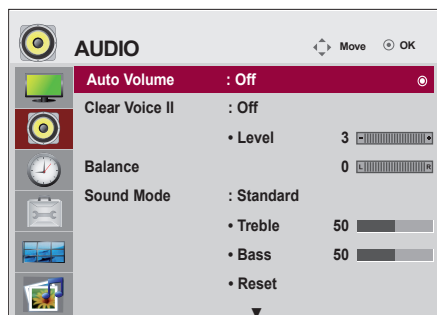 AUDIO Move OK
Auto Volume : Off
Clear Voice II : Off
• Level 3 - +
Balance 0 L R
Sound Mode : Standard
• Treble 50
• Bass 50
• Reset